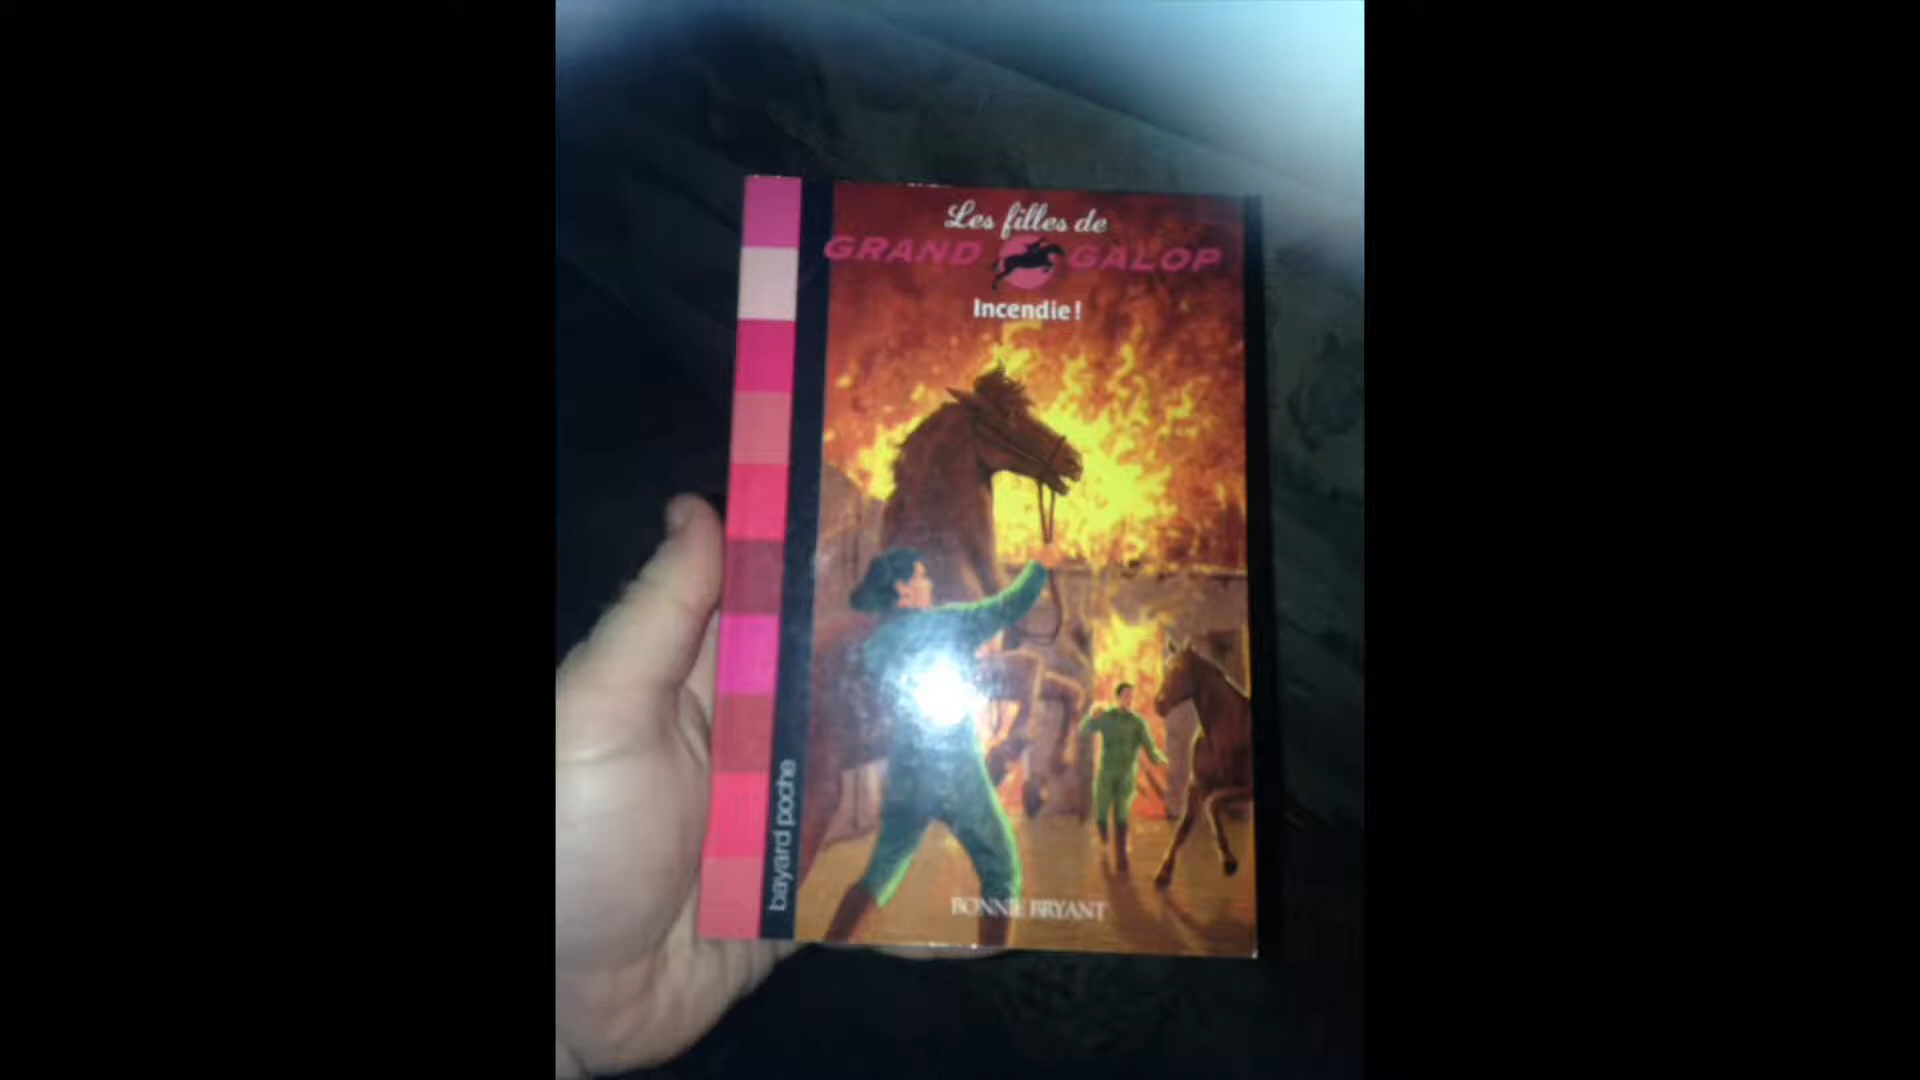 Les filles de
GRAND GALOP
Incendie !
bayard poche
BONNIE BRYANT